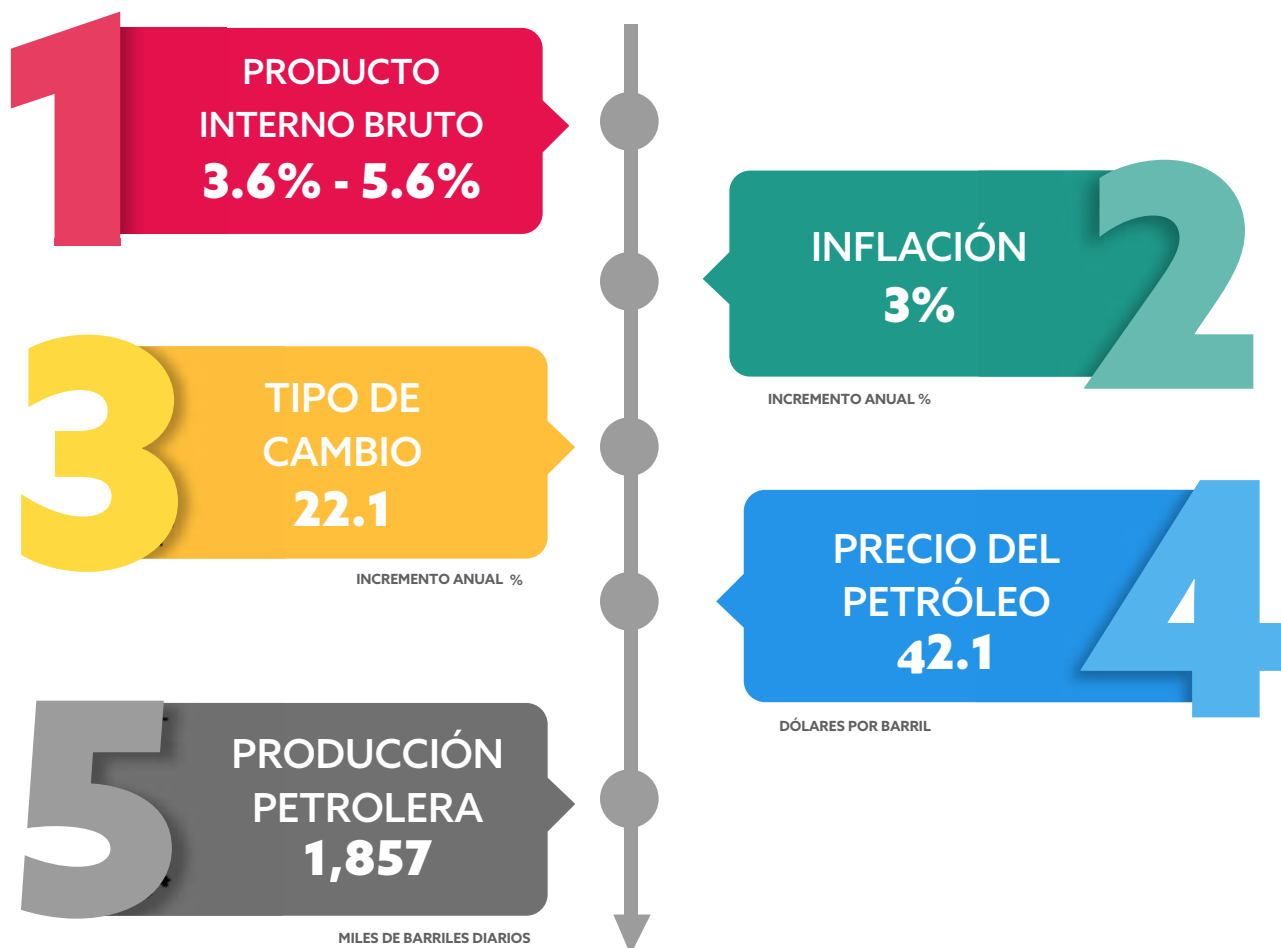 1
PRODUCTO
INTERNO BRUTO
3.6% - 5.6%
2
INFLACIÓN
3%
INCREMENTO ANUAL %
3
TIPO DE
CAMBIO
22.1
INCREMENTO ANUAL %
4
PRECIO DEL
PETRÓLEO
42.1
DÓLARES POR BARRIL
5
PRODUCCIÓN
PETROLERA
1,857
MILES DE BARRILES DIARIOS